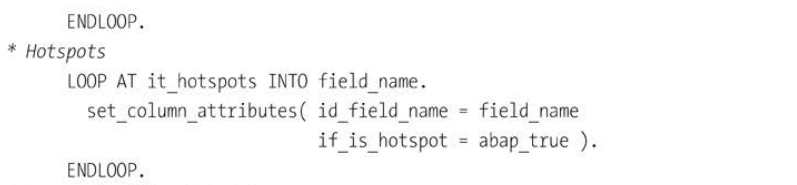 ENDLOOP.
* Hotspots
LOOP AT it_hotspots INTO field_name.
set_column_attributes( id_field_name = field_name
if_is_hotspot = abap_true ).
ENDLOOP.